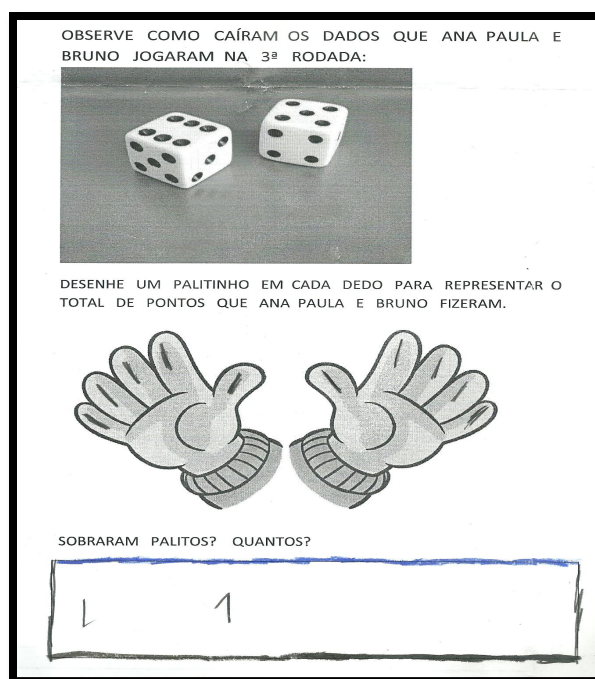 OBSERVE COMO CAÍRAM OS DADOS QUE ANA PAULA E
BRUNO JOGARAM NA 3ª RODADA:
DESENHE UM PALITINHO EM CADA DEDO PARA REPRESENTAR O
TOTAL DE PONTOS QUE ANA PAULA E BRUNO FIZERAM.
SOBRARAM PALITOS? QUANTOS?
1